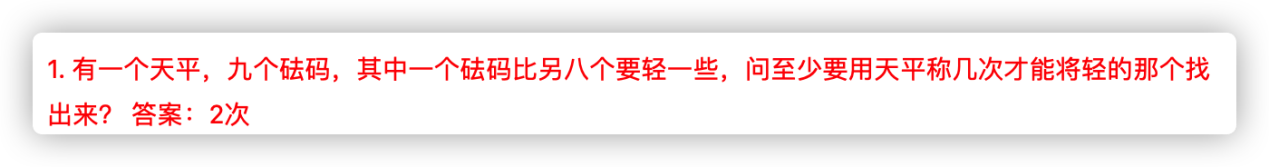 1. 有一个天平，九个砝码，其中一个砝码比另八个要轻一些，问至少要用天平称几次才能将轻的那个找
出来？ 答案：2次